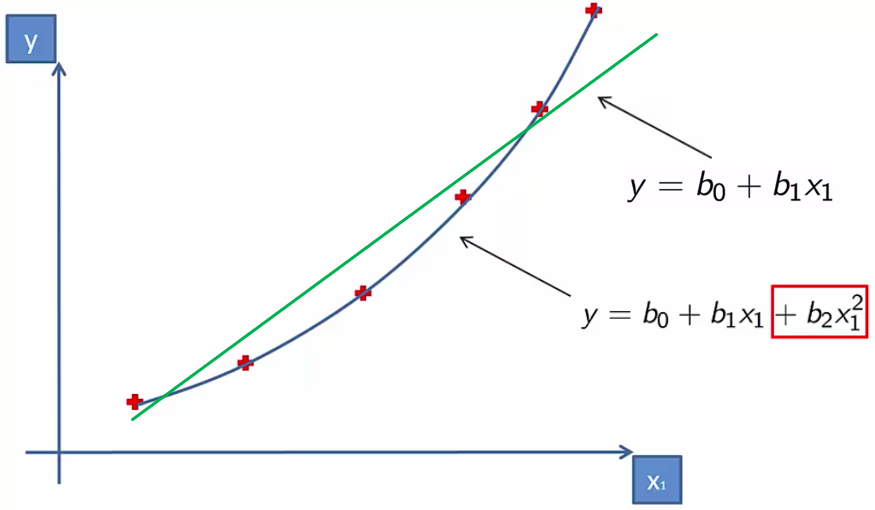 y
y = b₀ + b₁x₁
y = b₀ + b₁x₁ + b₂x₁²
x₁